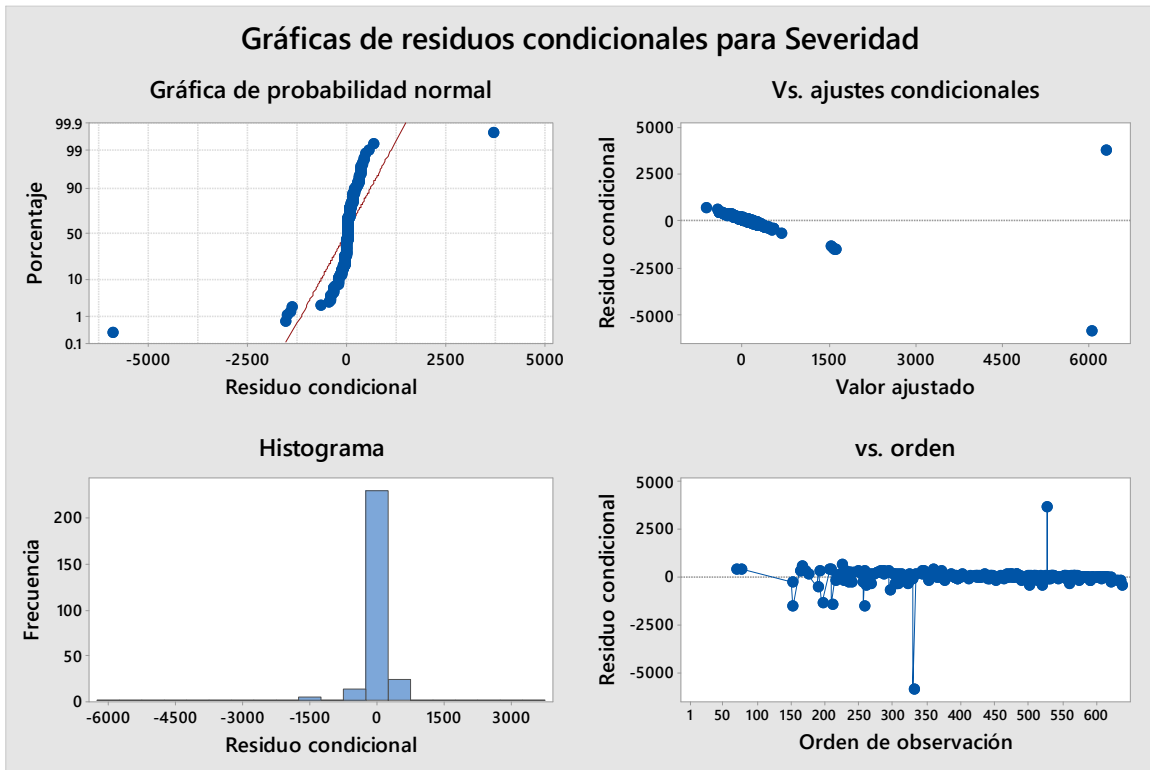 Gráficas de residuos condicionales para Severidad
Gráfica de probabilidad normal
99.9
99
90
50
10
1
0.1
Porcentaje
-5000 -2500 0 2500 5000
Residuo condicional
Vs. ajustes condicionales
5000
2500
0
-2500
-5000
Residuo condicional
0 1500 3000 4500 6000
Valor ajustado
Histograma
200
150
100
50
0
Frecuencia
-6000 -4500 -3000 -1500 0 1500 3000
Residuo condicional
vs. orden
5000
2500
0
-2500
-5000
Residuo condicional
1 50 100 150 200 250 300 350 400 450 500 550 600
Orden de observación